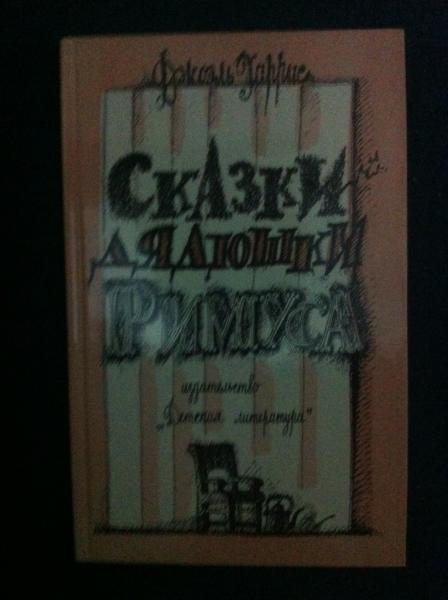 Джоэль Харрис
СКАЗКИ
ДЯДЮШКИ
РИМУСА
издательство
„Детская литература"